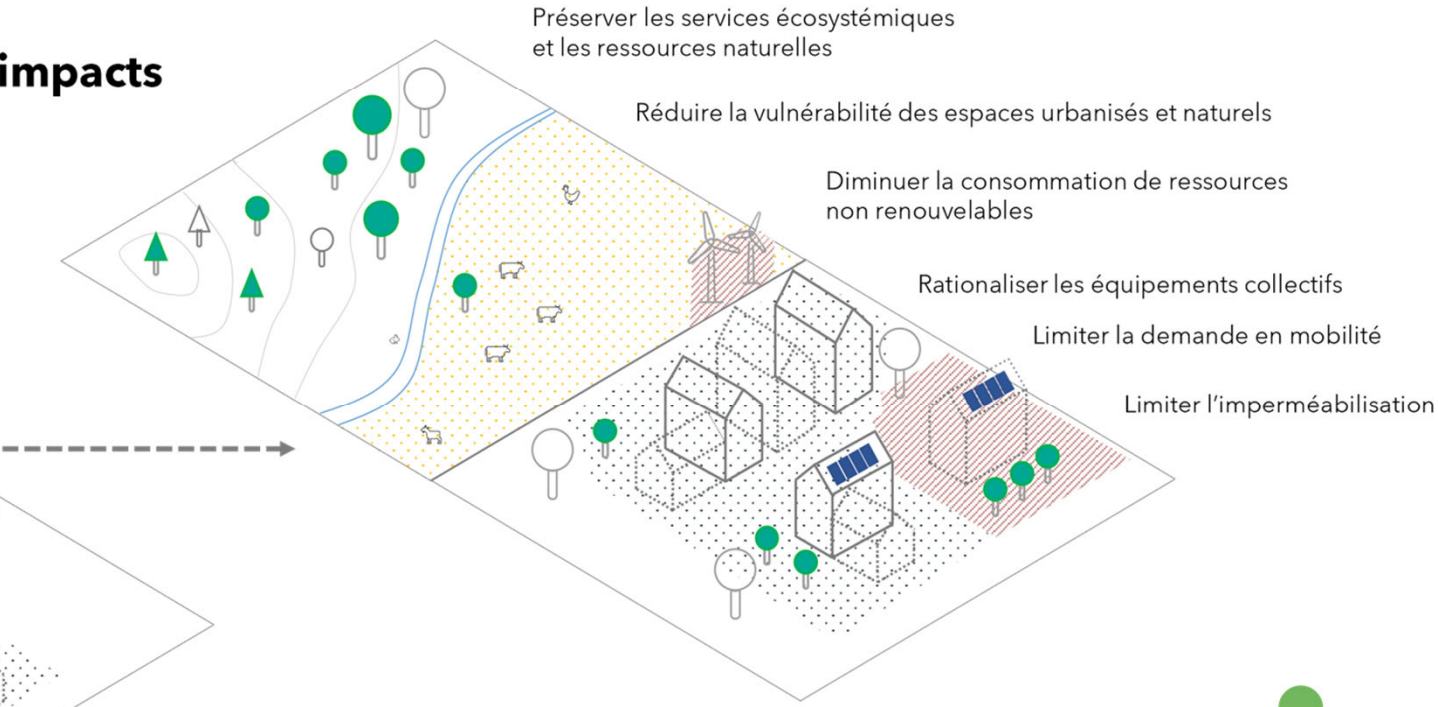 impacts
Préserver les services écosystémiques
et les ressources naturelles
Réduire la vulnérabilité des espaces urbanisés et naturels
Diminuer la consommation de ressources
non renouvelables
Rationaliser les équipements collectifs
Limiter la demande en mobilité
Limiter l'imperméabilisation